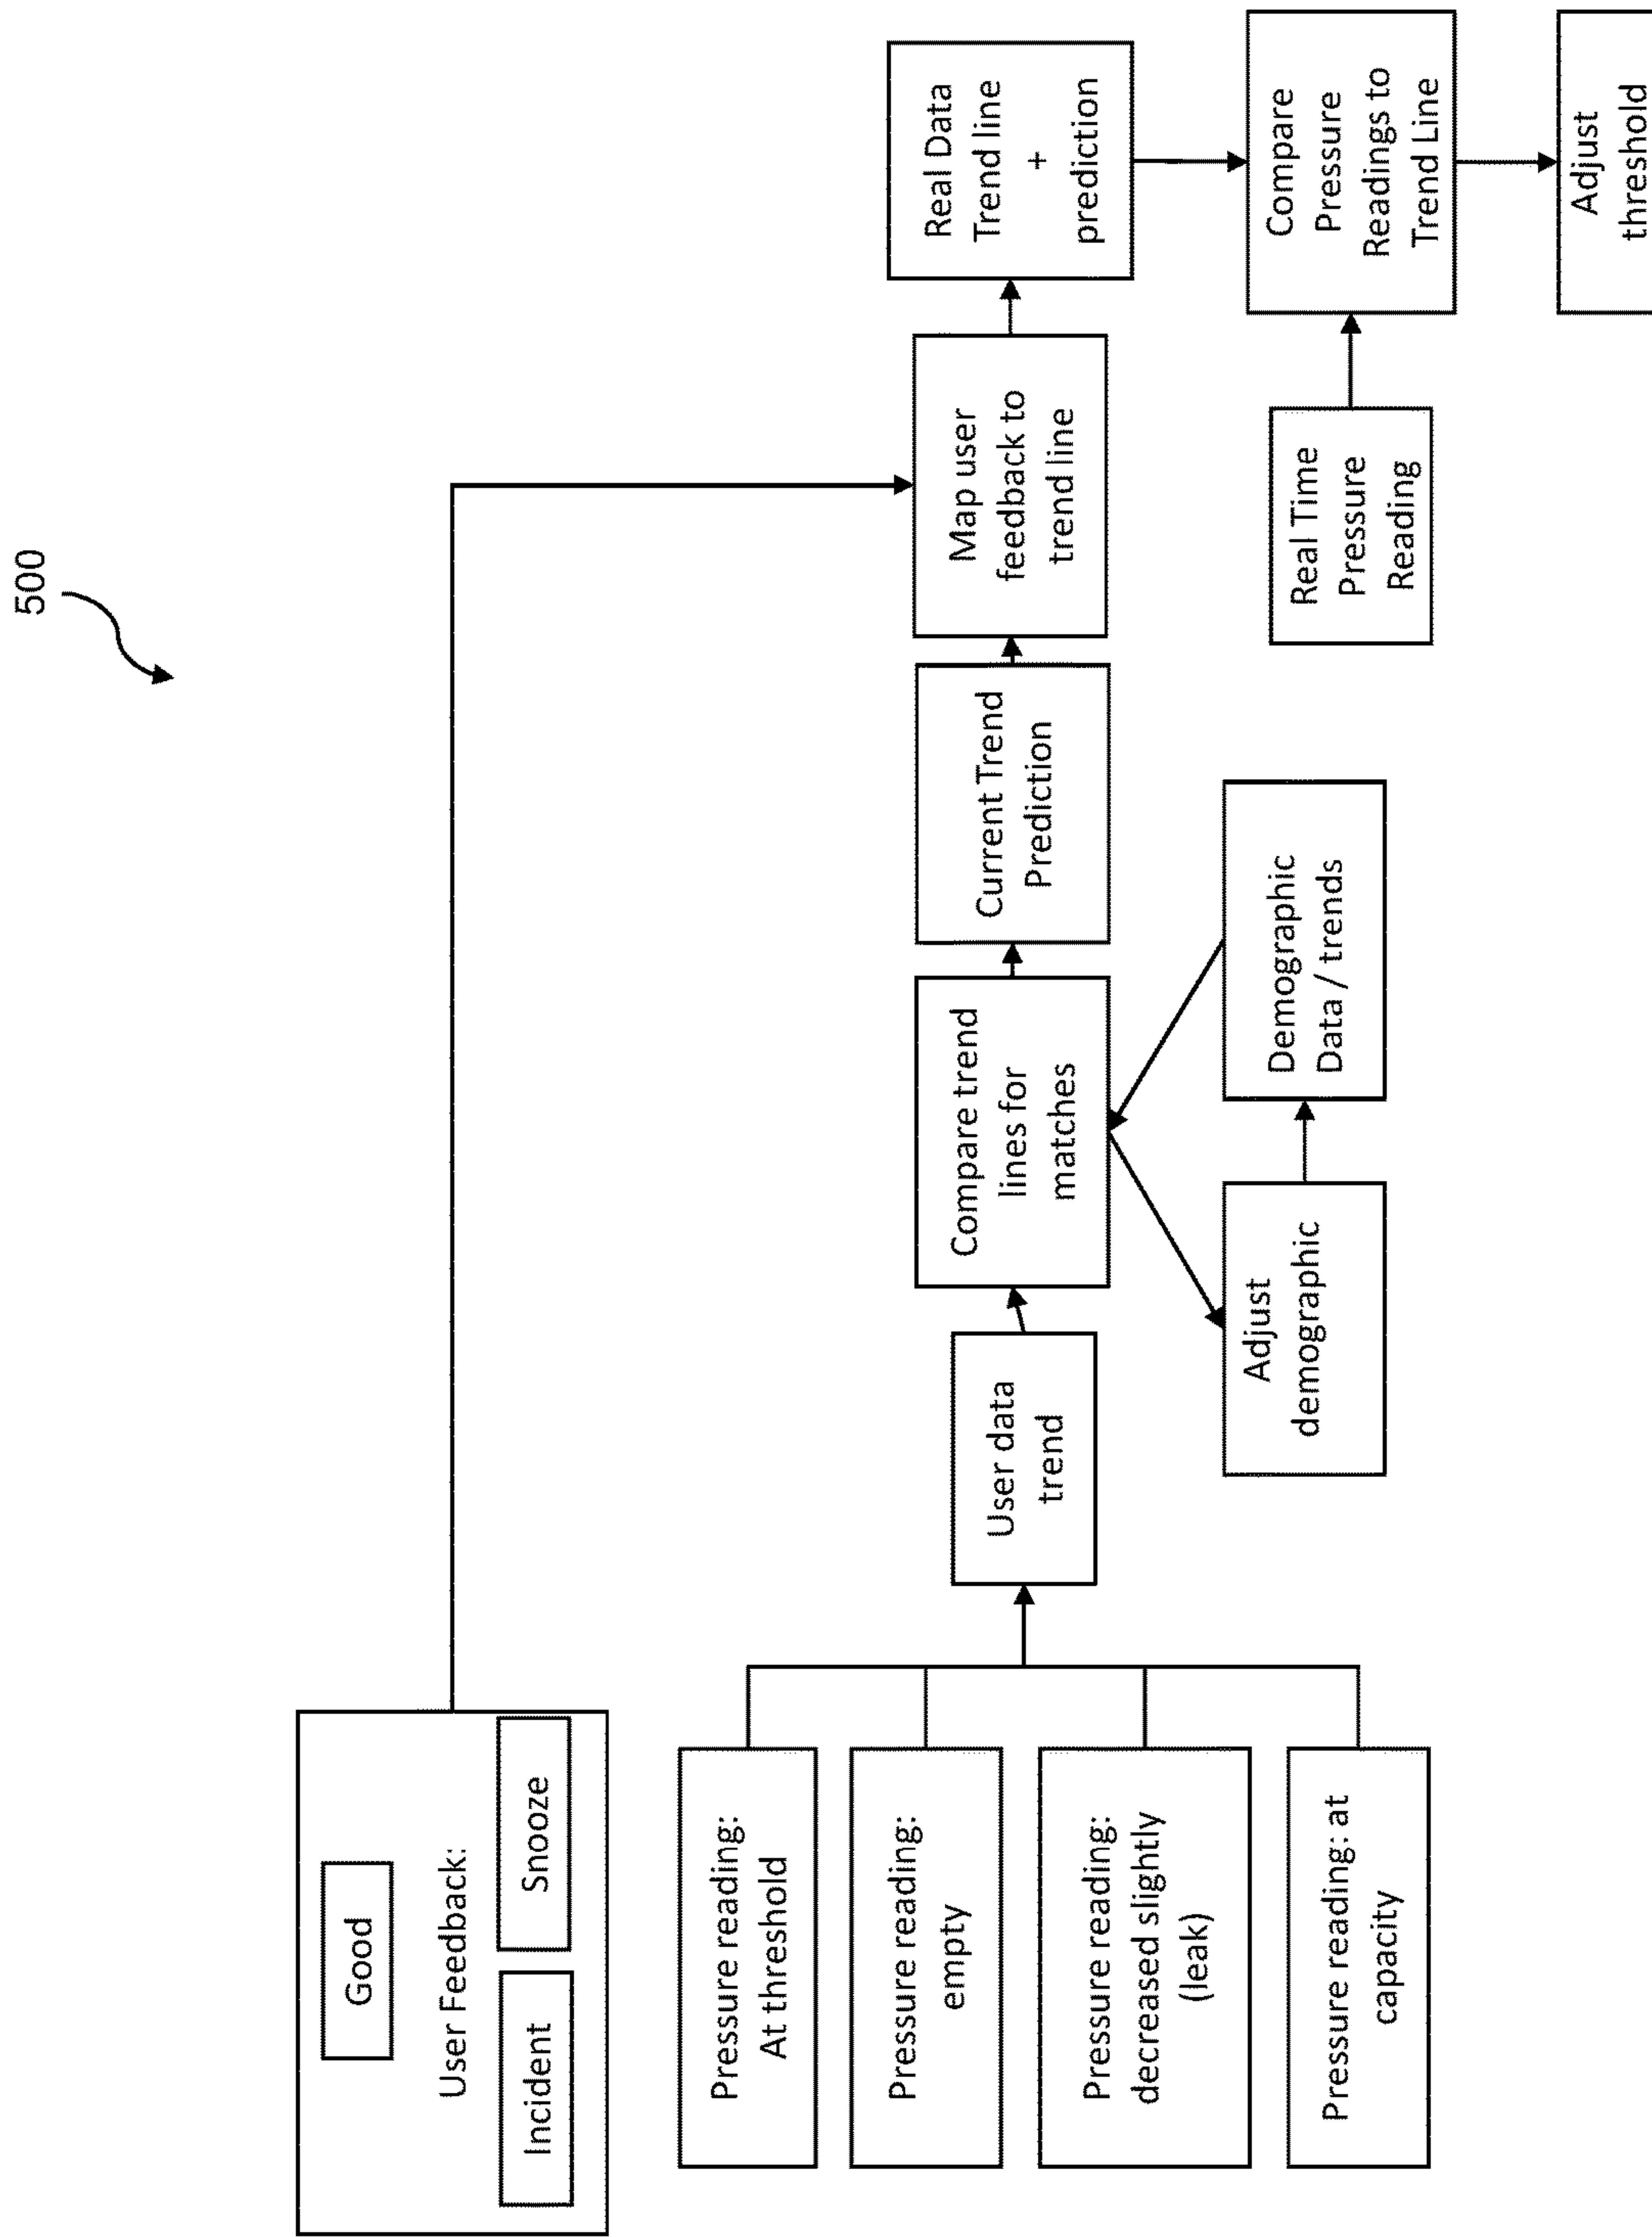 500
Good
User Feedback:
Incident
Snooze
Pressure reading:
At threshold
Pressure reading:
empty
Pressure reading:
decreased slightly
(leak)
Pressure reading: at
capacity
User data
trend
Compare trend
lines for
matches
Adjust
demographic
Demographic
Data / trends
Current Trend
Prediction
Map user
feedback to
trend line
Real Data
Trend line
+
prediction
Real Time
Pressure
Reading
Compare
Pressure
Readings to
Trend Line
Adjust
threshold